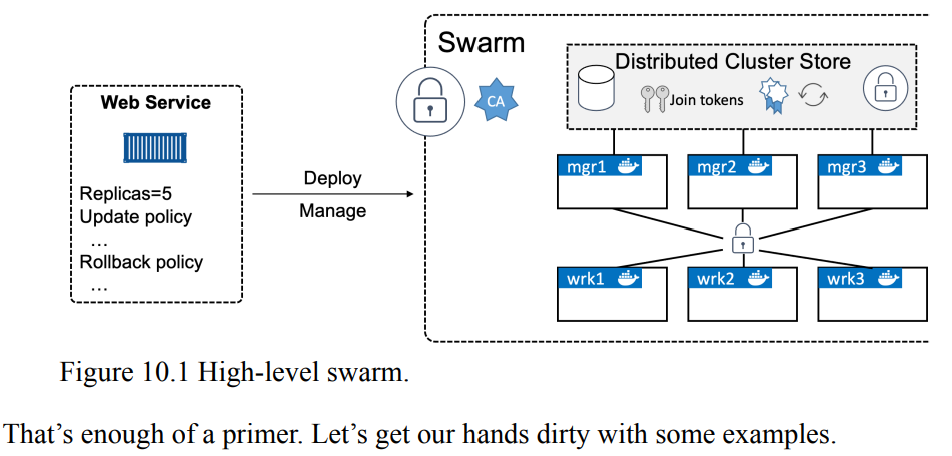 Swarm
Distributed Cluster Store
CA
Join tokens
Web Service
Replicas=5
Update policy
...
Rollback policy
...
Deploy
Manage
mgr1
mgr2
mgr3
wrk1
wrk2
wrk3
Figure 10.1 High-level swarm.
That’s enough of a primer. Let’s get our hands dirty with some examples.